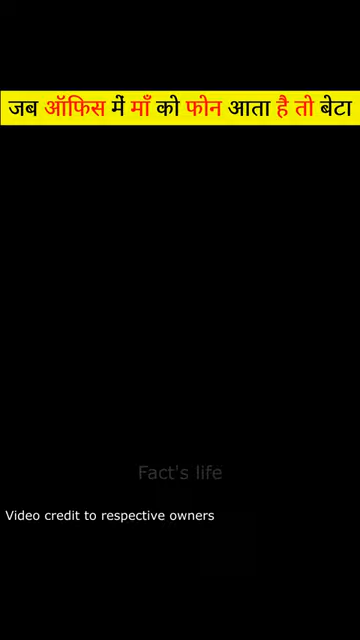 जब ऑफिस में माँ को फोन आता है तो बेटा
Fact's life
Video credit to respective owners